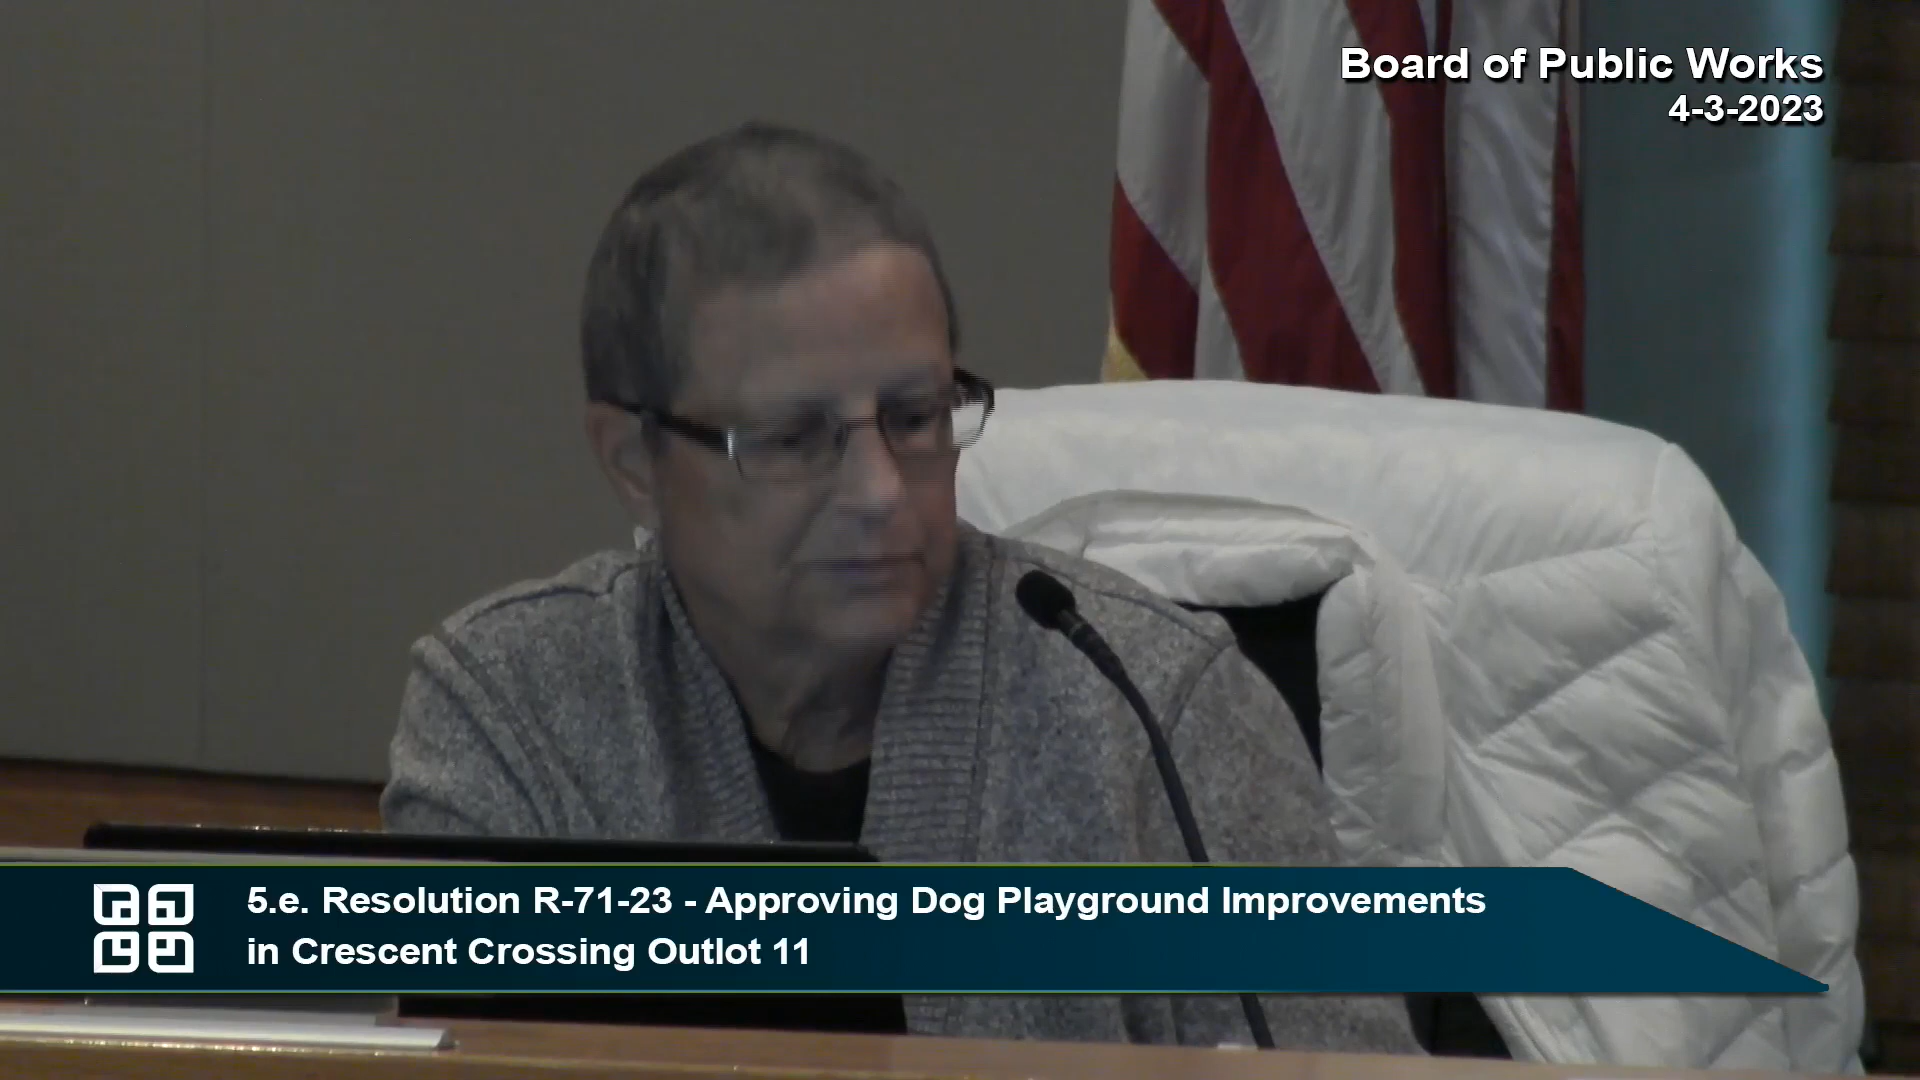 Board of Public Works
4-3-2023
5.e. Resolution R-71-23 - Approving Dog Playground Improvements
in Crescent Crossing Outlot 11